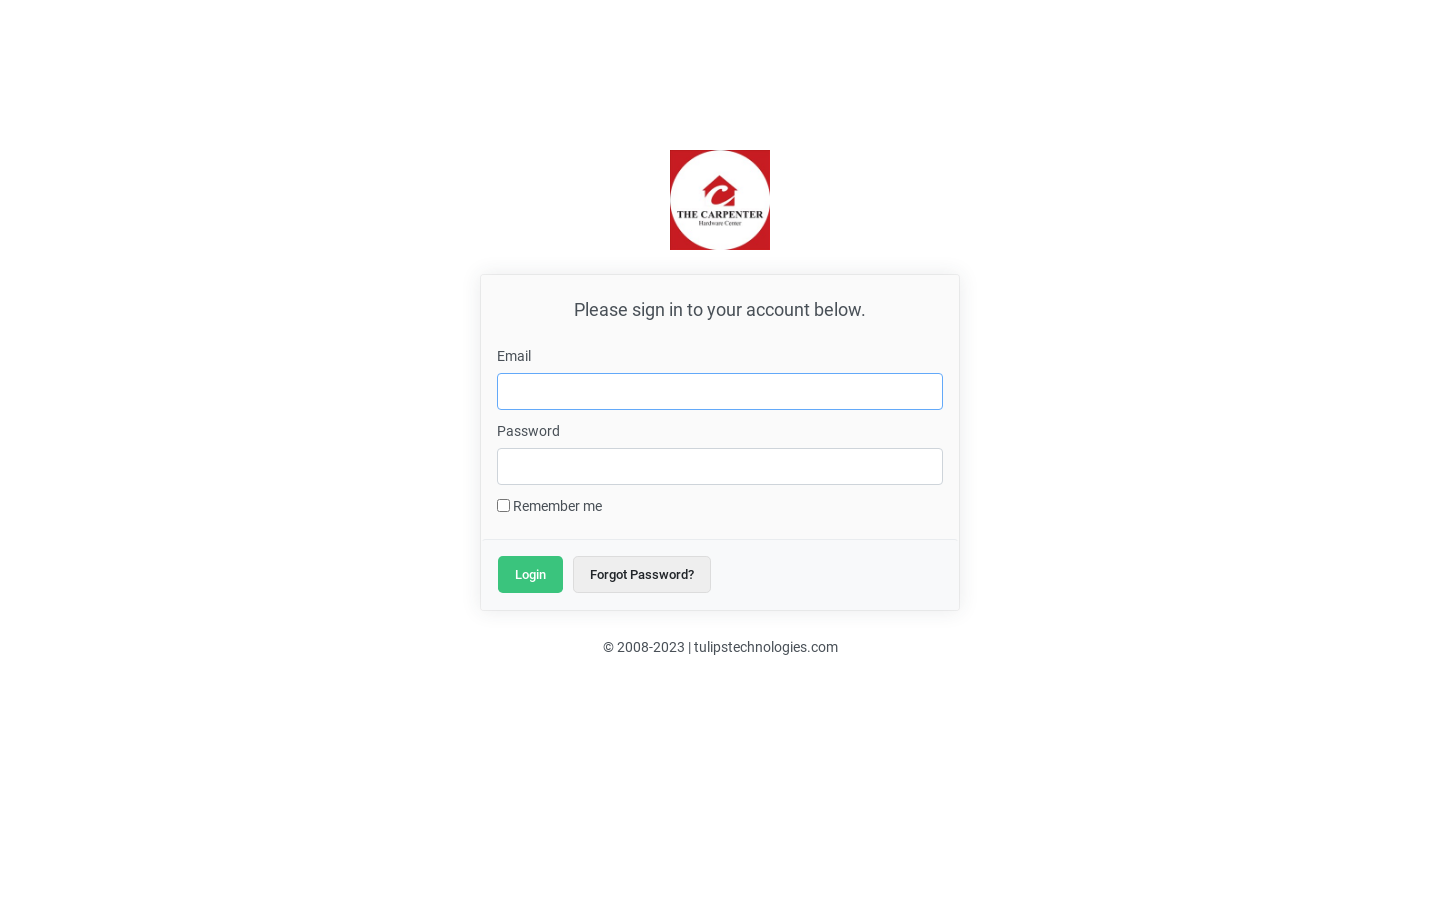 THE CARPENTER
Hardware Center
Please sign in to your account below.
Email
Password
Remember me
Login
Forgot Password?
© 2008-2023 | tulipstechnologies.com